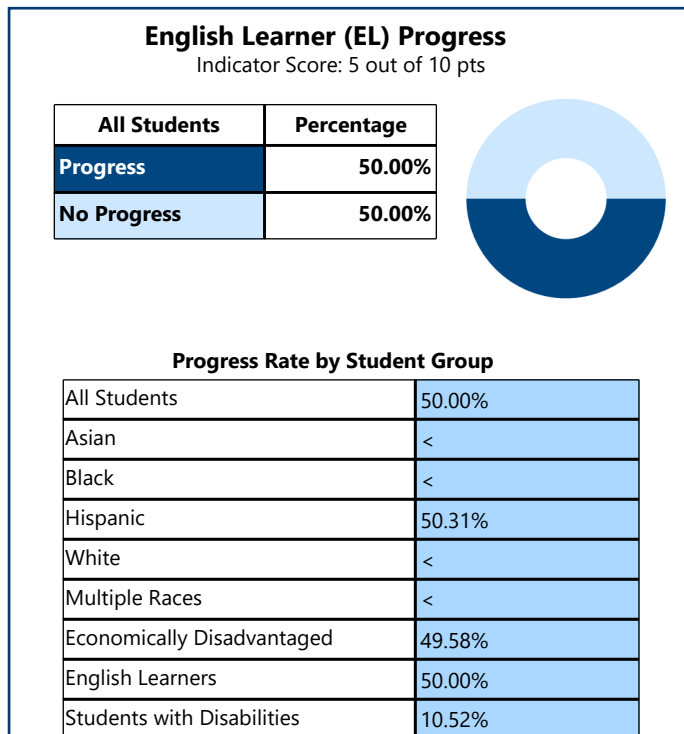 English Learner (EL) Progress
Indicator Score: 5 out of 10 pts
All Students Percentage
Progress 50.00%
No Progress 50.00%
Progress Rate by Student Group
All Students 50.00%
Asian <
Black <
Hispanic 50.31%
White <
Multiple Races <
Economically Disadvantaged 49.58%
English Learners 50.00%
Students with Disabilities 10.52%